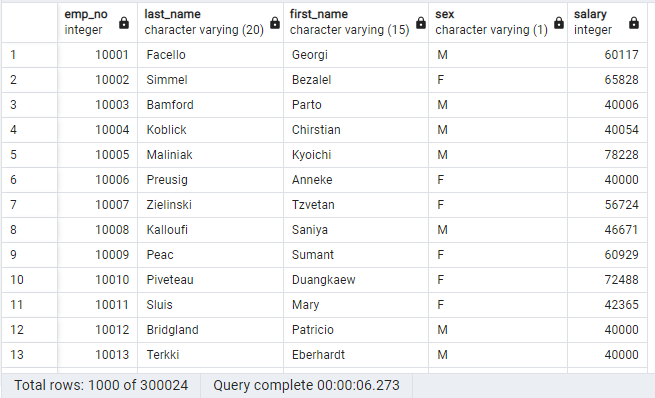 emp_no last_name first_name sex salary
integer character varying (20) character varying (15) character varying (1) integer
1 10001 Facello Georgi M 60117
2 10002 Simmel Bezalel F 65828
3 10003 Bamford Parto M 40006
4 10004 Koblick Chirstian M 40054
5 10005 Maliniak Kyoichi M 78228
6 10006 Preusig Anneke F 40000
7 10007 Zielinski Tzvetan F 56724
8 10008 Kalloufi Saniya M 46671
9 10009 Peac Sumant F 60929
10 10010 Piveteau Duangkaew F 72488
11 10011 Sluis Mary F 42365
12 10012 Bridgland Patricio M 40000
13 10013 Terkki Eberhardt M 40000
Total rows: 1000 of 300024 Query complete 00:00:06.273